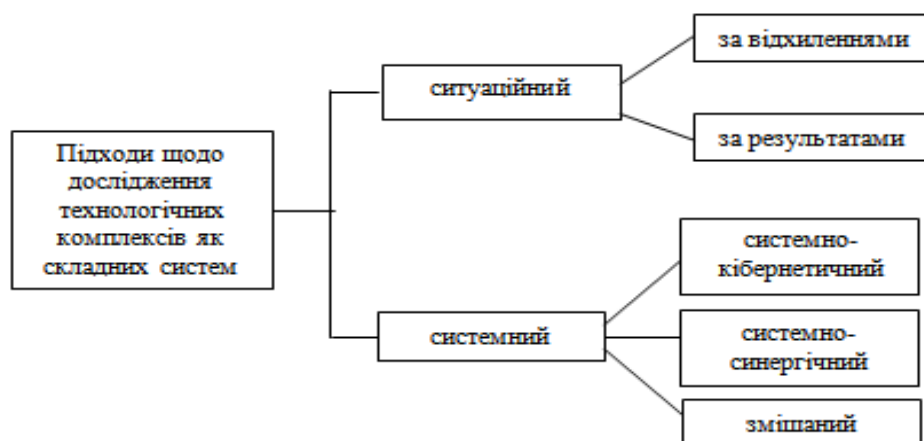 Підходи щодо
дослідження
технологічних
комплексів як
складних систем
ситуаційний
за відхиленнями
за результатами
системний
системно-
кібернетичний
системно-
синергічний
змішаний